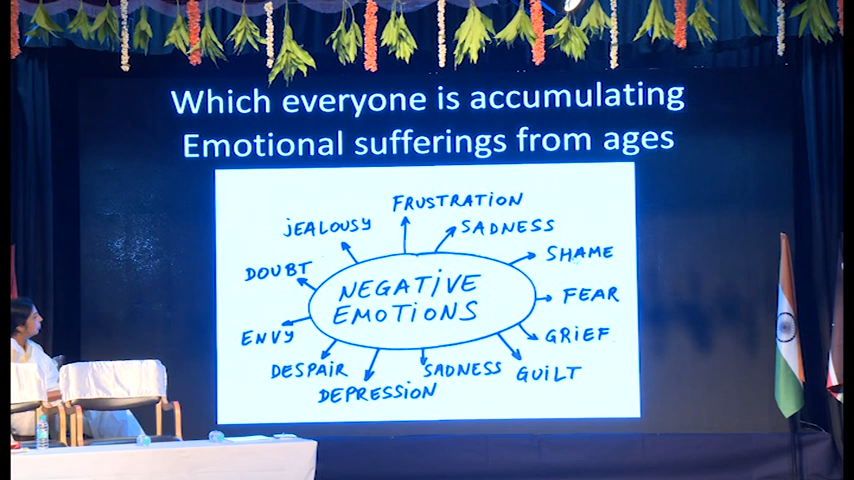 Which everyone is accumulating
Emotional sufferings from ages
FRUSTRATION
JEALOUSY
SADNESS
DOUBT
SHAME
NEGATIVE
EMOTIONS
FEAR
ENVY
GRIEF
DESPAIR
SADNESS
GUILT
DEPRESSION